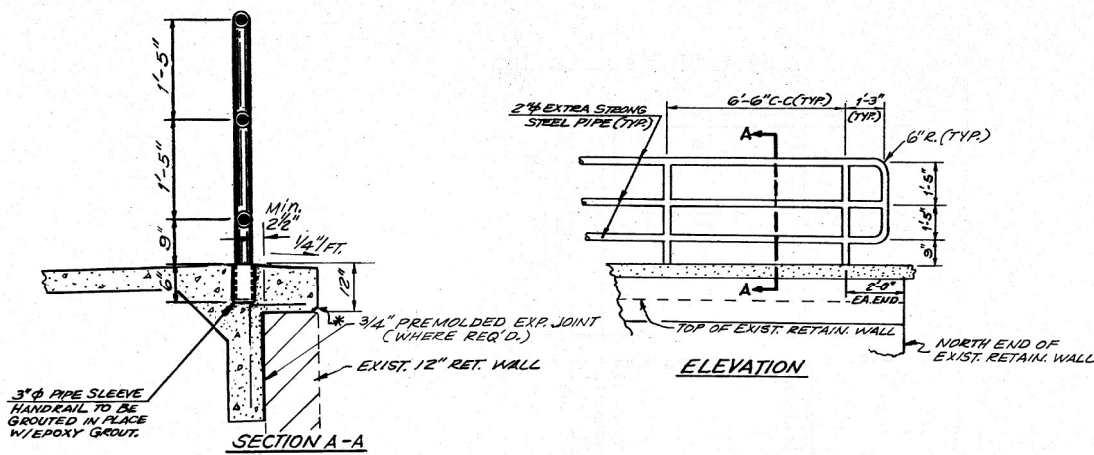 1'-5"
1'-5"
9"
6"
MIN.
2½"
1/4"/FT.
12"
*
3/4" PREMOLDED EXP. JOINT
(WHERE REQ'D.)
EXIST. 12" RET. WALL
3"φ PIPE SLEEVE
HANDRAIL TO BE
GROUTED IN PLACE
W/EPOXY GROUT.
SECTION A-A
2"φ EXTRA STRONG
STEEL PIPE (TYP.)
6'-6" C-C (TYP.)
1'-3"
(TYP.)
6" R. (TYP.)
A
A
1'-5"
1'-5"
9"
2'-0"
EA. END
TOP OF EXIST. RETAIN. WALL
NORTH END OF
EXIST. RETAIN. WALL
ELEVATION